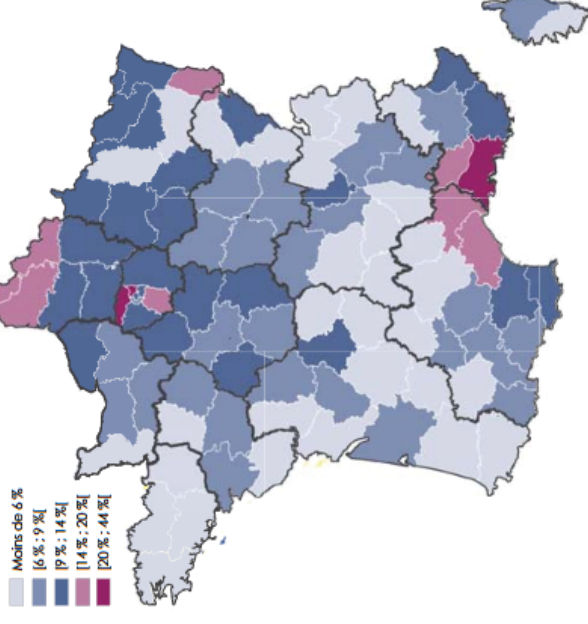 Moins de 6 %
[6 % ; 9 %[
[9 % ; 14 %[
[14 % ; 20 %[
[20 % ; 44 %[